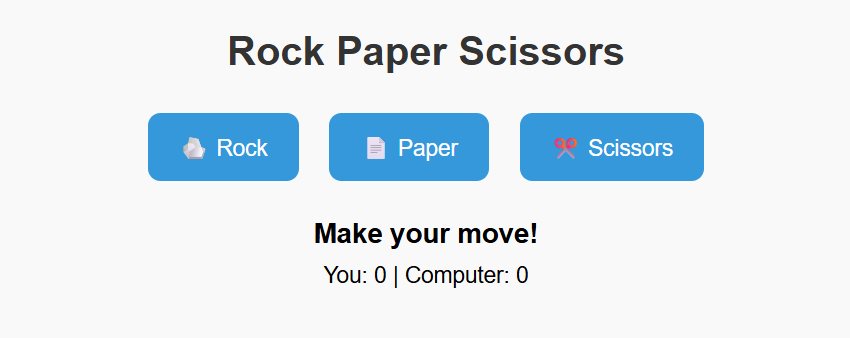 Rock Paper Scissors
Rock Paper Scissors
Make your move!
You: 0 | Computer: 0